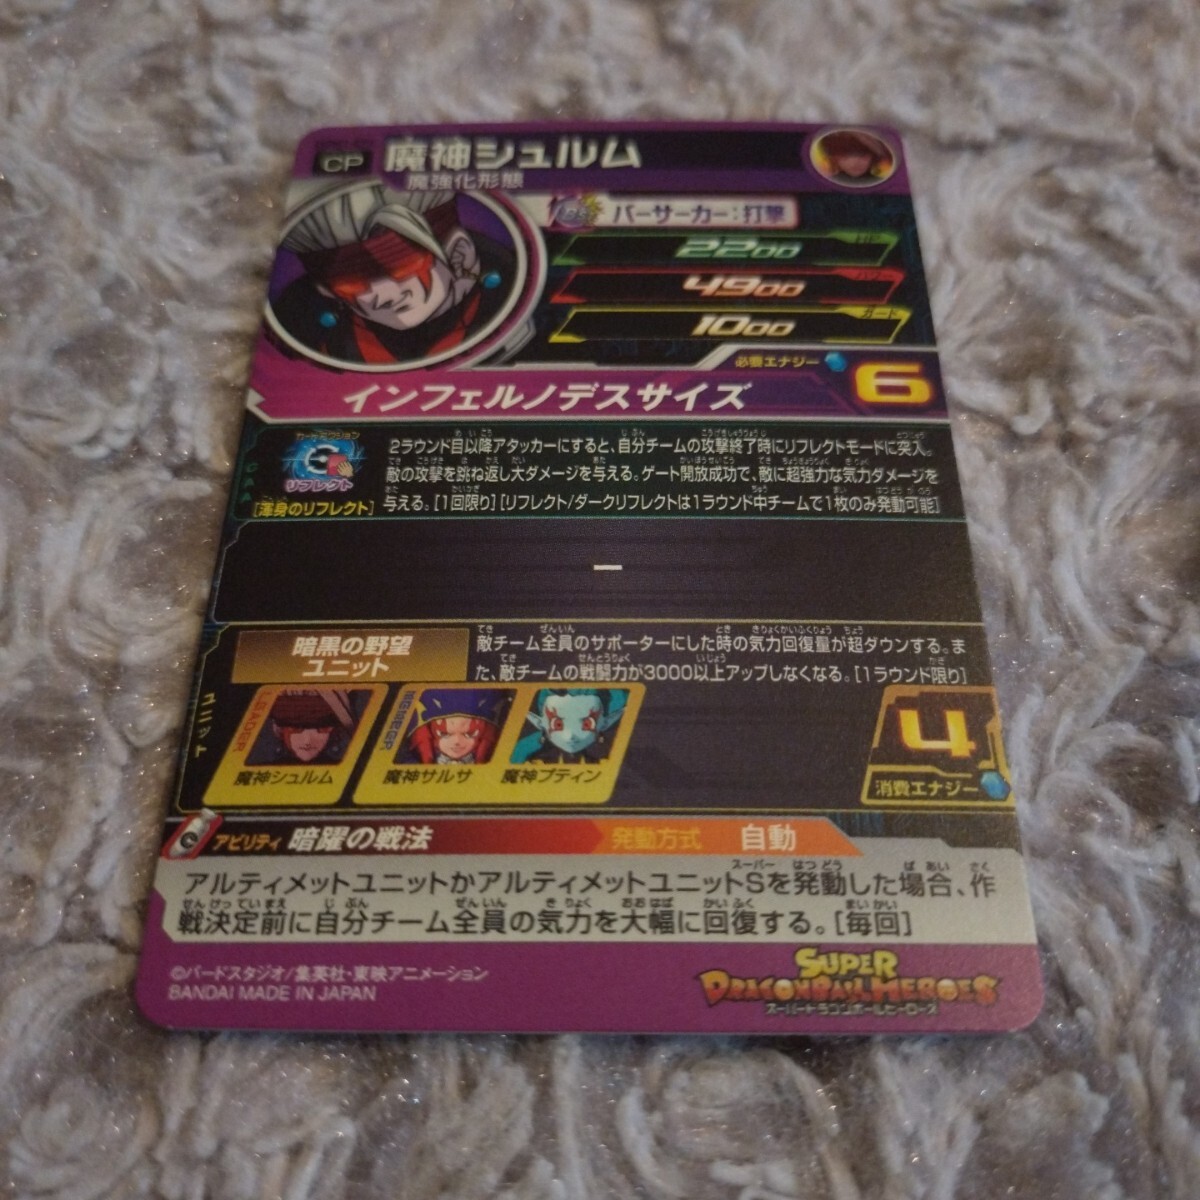 CP 魔神シュルム
魔強化形態
バーサーカー：打撃
HP
2200
パワー
4900
ガード
1000
必要エナジー
6
インフェルノデスサイズ
CAA
カードアクション
リフレクト
[渾身のリフレクト]
2ラウンド目以降アタッカーにすると、自分チームの攻撃終了時にリフレクトモードに突入。
敵の攻撃を跳ね返し大ダメージを与える。ゲート開放成功で、敵に超強力な気力ダメージを
与える。[1回限り][リフレクト/ダークリフレクトは1ラウンド中チームで1枚のみ発動可能]
ー
ユニット
暗黒の野望
ユニット
敵チーム全員のサポーターにした時の気力回復量が超ダウンする。ま
た、敵チームの戦闘力が3000以上アップしなくなる。[1ラウンド限り]
LEADER
魔神シュルム
MEMBER
魔神サルサ
魔神プティン
4
消費エナジー
アビリティ 暗躍の戦法 発動方式 自動
アルティメットユニットかアルティメットユニットSを発動した場合、作
戦決定前に自分チーム全員の気力を大幅に回復する。[毎回]
©バードスタジオ/集英社・東映アニメーション
BANDAI MADE IN JAPAN
SUPER
DRAGONBALL HEROES
スーパードラゴンボールヒーローズ